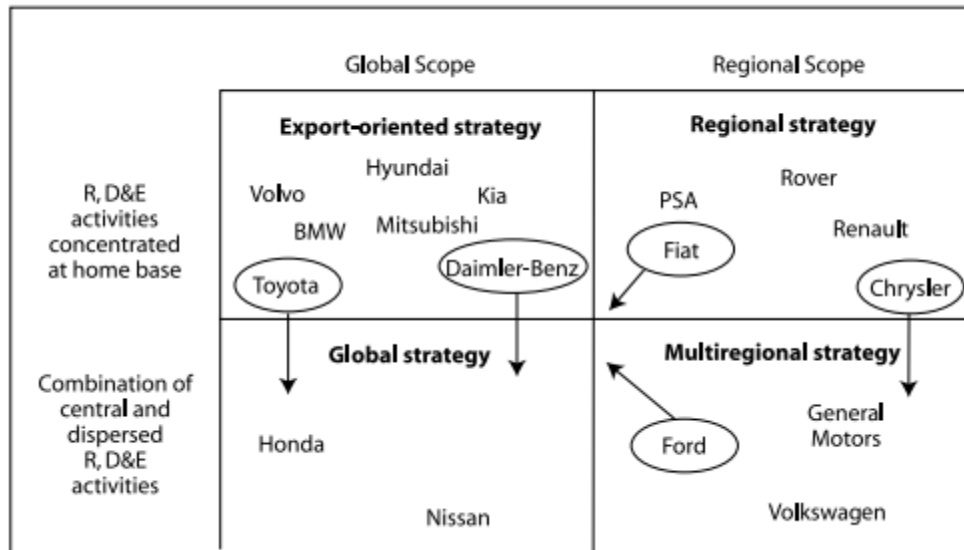 Global Scope
Regional Scope
R, D&E
activities
concentrated
at home base
Export-oriented strategy
Hyundai
Volvo
Kia
BMW
Mitsubishi
Toyota
Daimler-Benz
Regional strategy
Rover
PSA
Renault
Fiat
Chrysler
Combination of
central and
dispersed
R, D&E
activities
Global strategy
Honda
Nissan
Multiregional strategy
General
Motors
Ford
Volkswagen